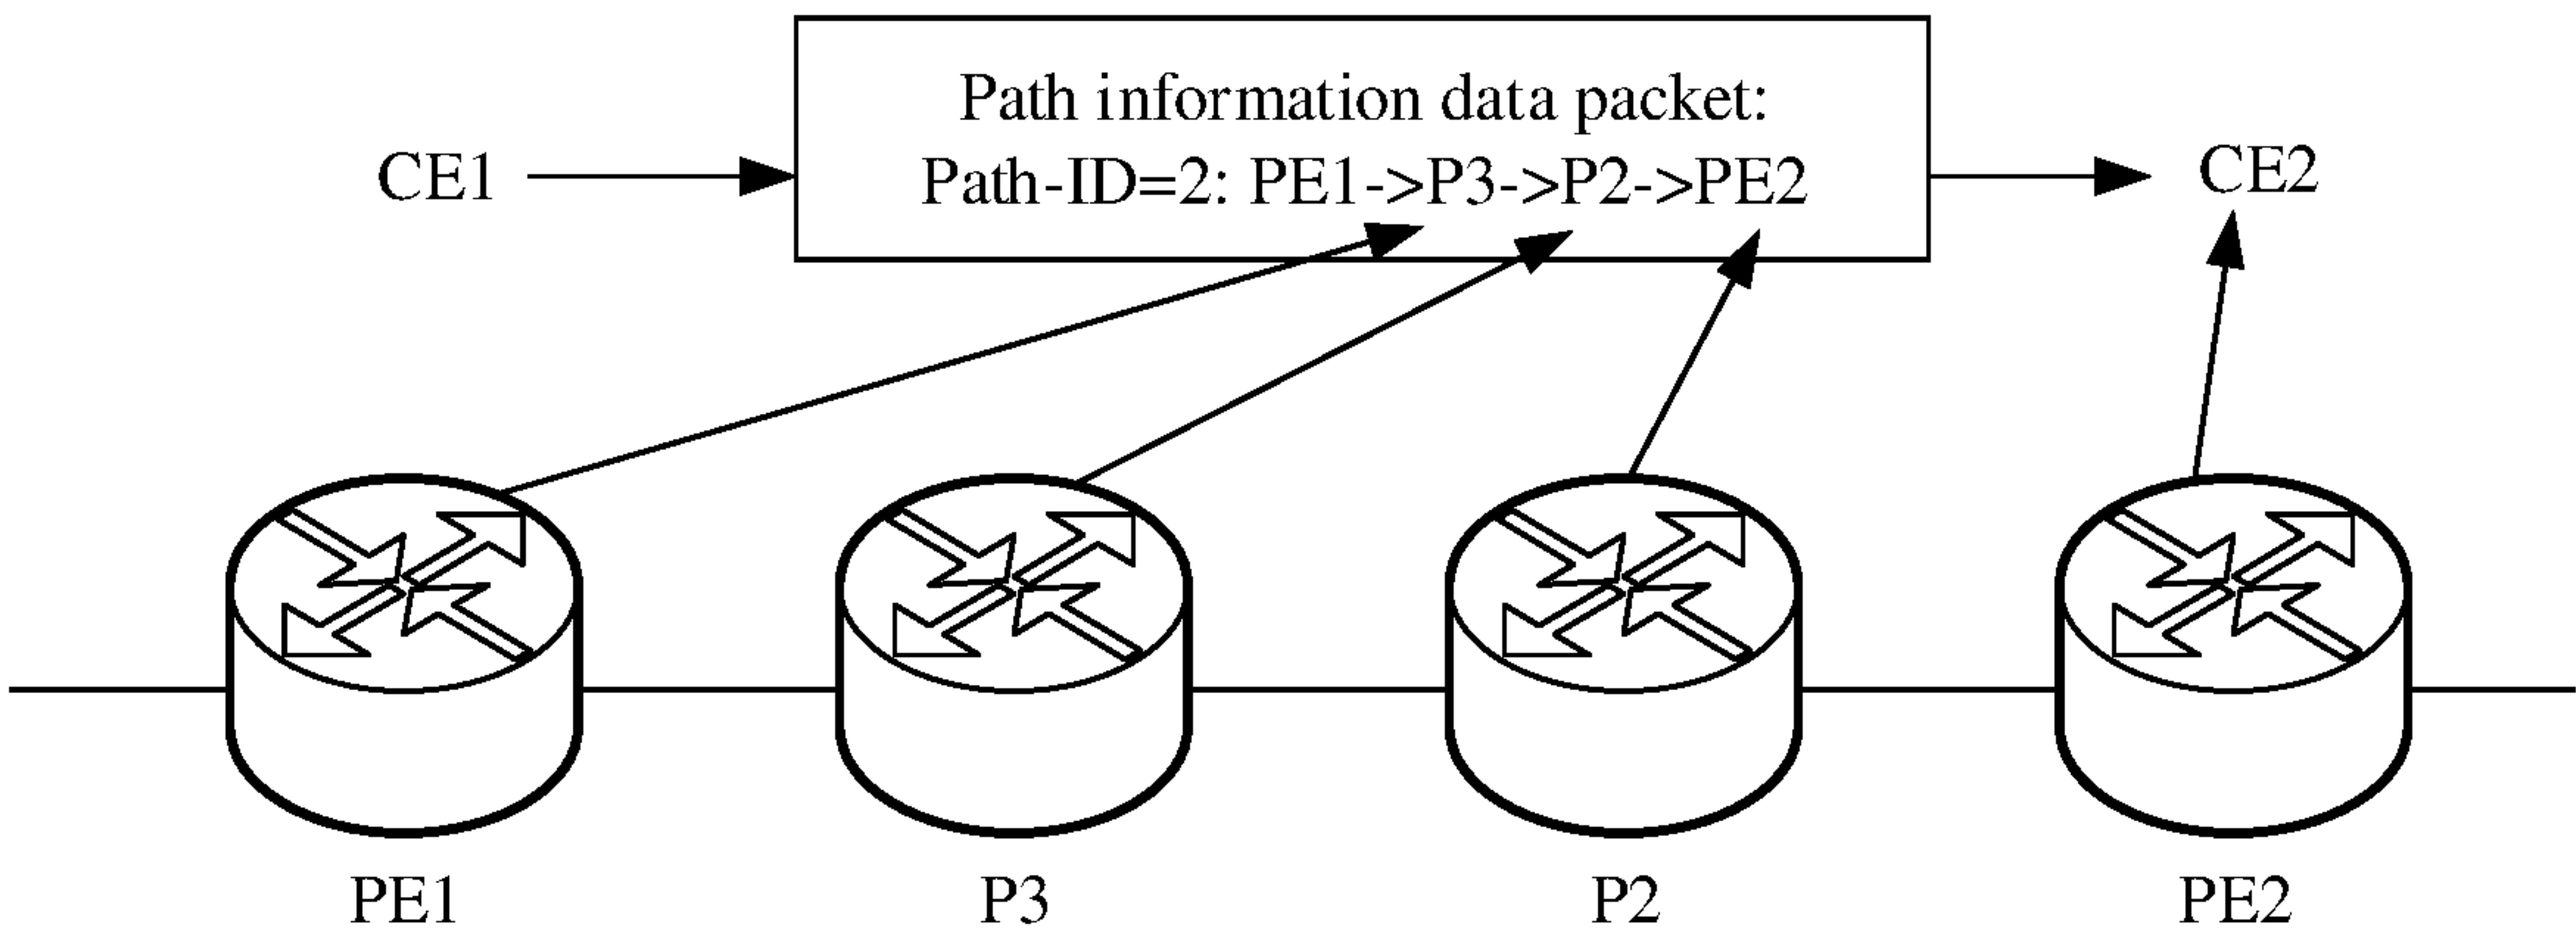 Path information data packet:
CE1
Path-ID=2: PE1->P3->P2->PE2
CE2
PE1
P3
P2
PE2